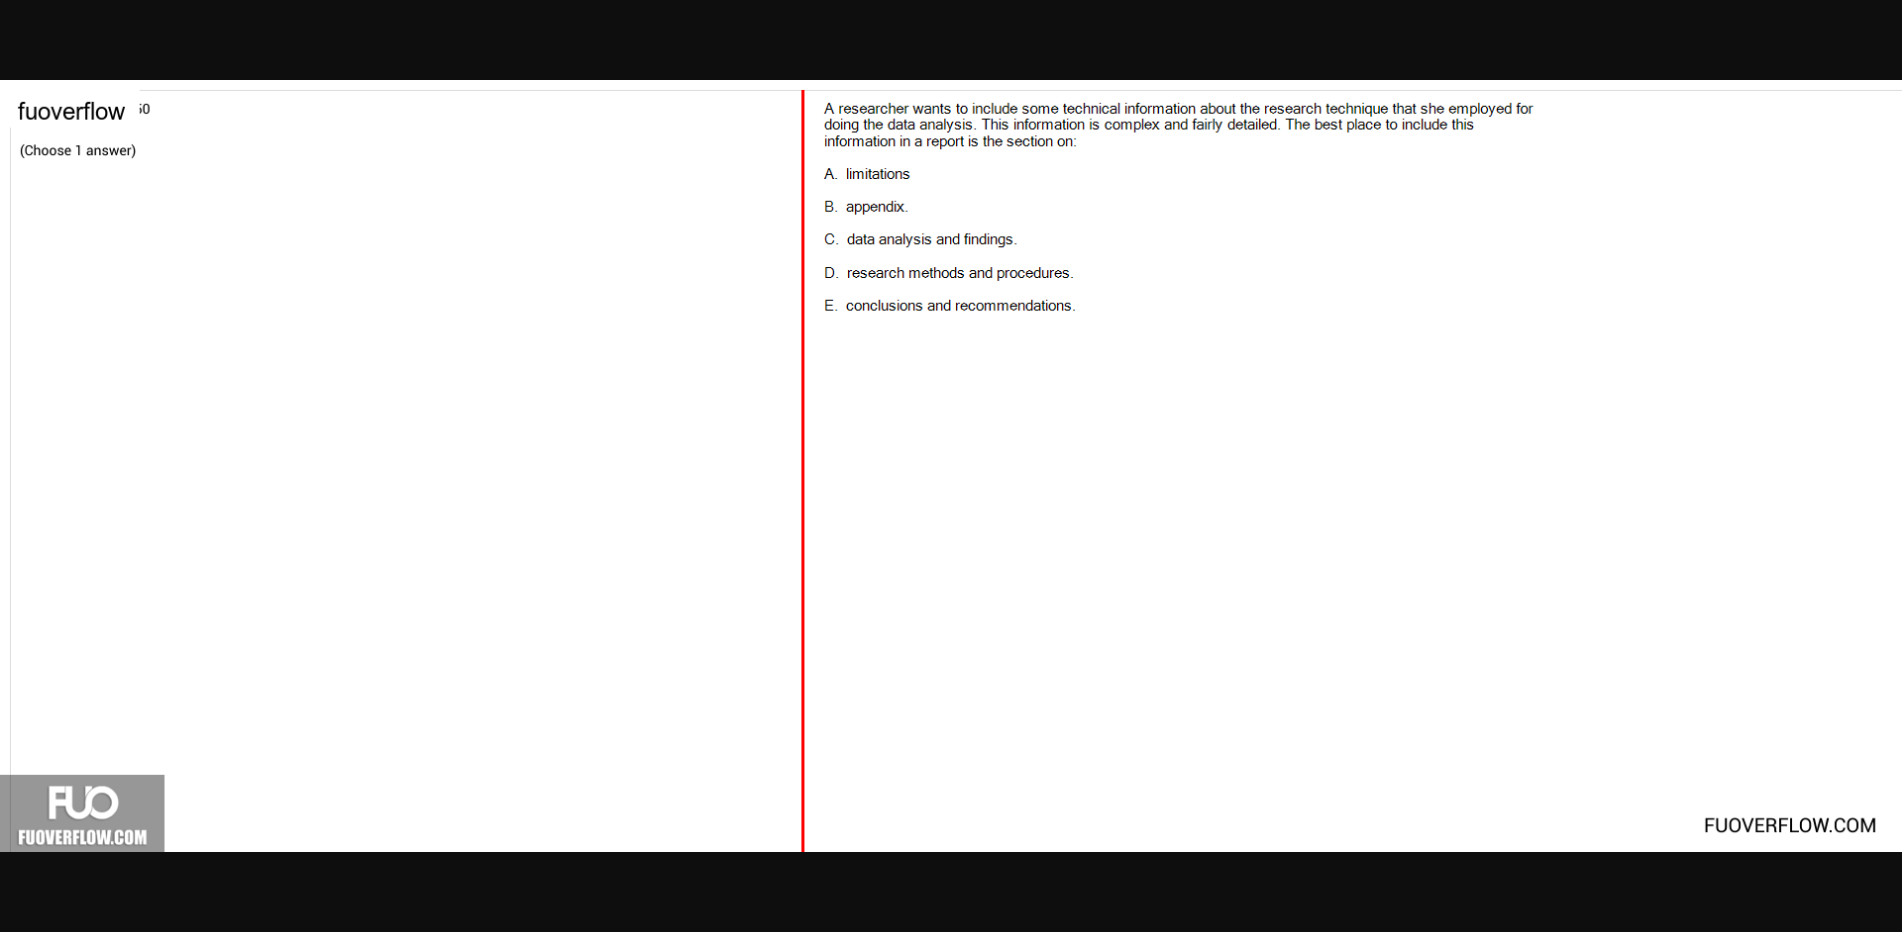 fuoverflow
(Choose 1 answer)
A researcher wants to include some technical information about the research technique that she employed for
doing the data analysis. This information is complex and fairly detailed. The best place to include this
information in a report is the section on:
A. limitations
B. appendix.
C. data analysis and findings.
D. research methods and procedures.
E. conclusions and recommendations.
FUO
FUOVERFLOW.COM
FUOVERFLOW.COM